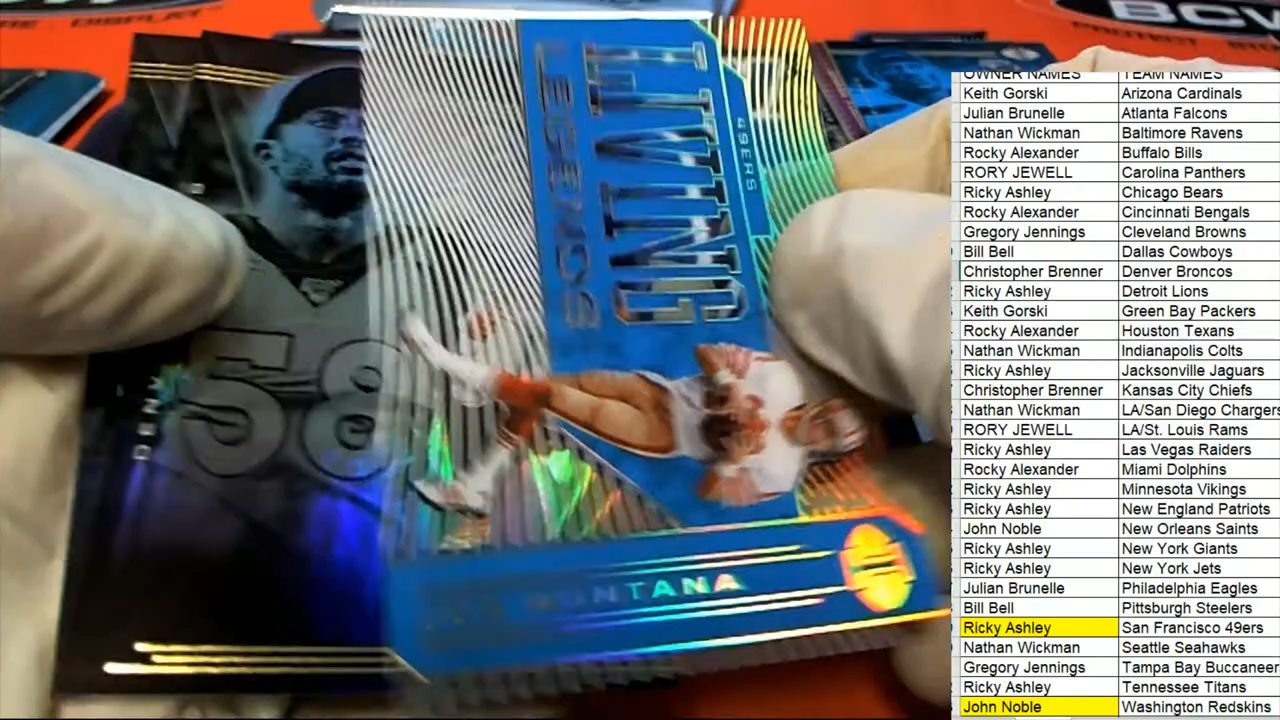 BCW
49ERS
LIVING
LEGENDS
MONTANA
58
OWNER NAMES TEAM NAMES
Keith Gorski Arizona Cardinals
Julian Brunelle Atlanta Falcons
Nathan Wickman Baltimore Ravens
Rocky Alexander Buffalo Bills
RORY JEWELL Carolina Panthers
Ricky Ashley Chicago Bears
Rocky Alexander Cincinnati Bengals
Gregory Jennings Cleveland Browns
Bill Bell Dallas Cowboys
Christopher Brenner Denver Broncos
Ricky Ashley Detroit Lions
Keith Gorski Green Bay Packers
Rocky Alexander Houston Texans
Nathan Wickman Indianapolis Colts
Ricky Ashley Jacksonville Jaguars
Christopher Brenner Kansas City Chiefs
Nathan Wickman LA/San Diego Chargers
RORY JEWELL LA/St. Louis Rams
Ricky Ashley Las Vegas Raiders
Rocky Alexander Miami Dolphins
Ricky Ashley Minnesota Vikings
Ricky Ashley New England Patriots
John Noble New Orleans Saints
Ricky Ashley New York Giants
Ricky Ashley New York Jets
Julian Brunelle Philadelphia Eagles
Bill Bell Pittsburgh Steelers
Ricky Ashley San Francisco 49ers
Nathan Wickman Seattle Seahawks
Gregory Jennings Tampa Bay Buccaneer
Ricky Ashley Tennessee Titans
John Noble Washington Redskins